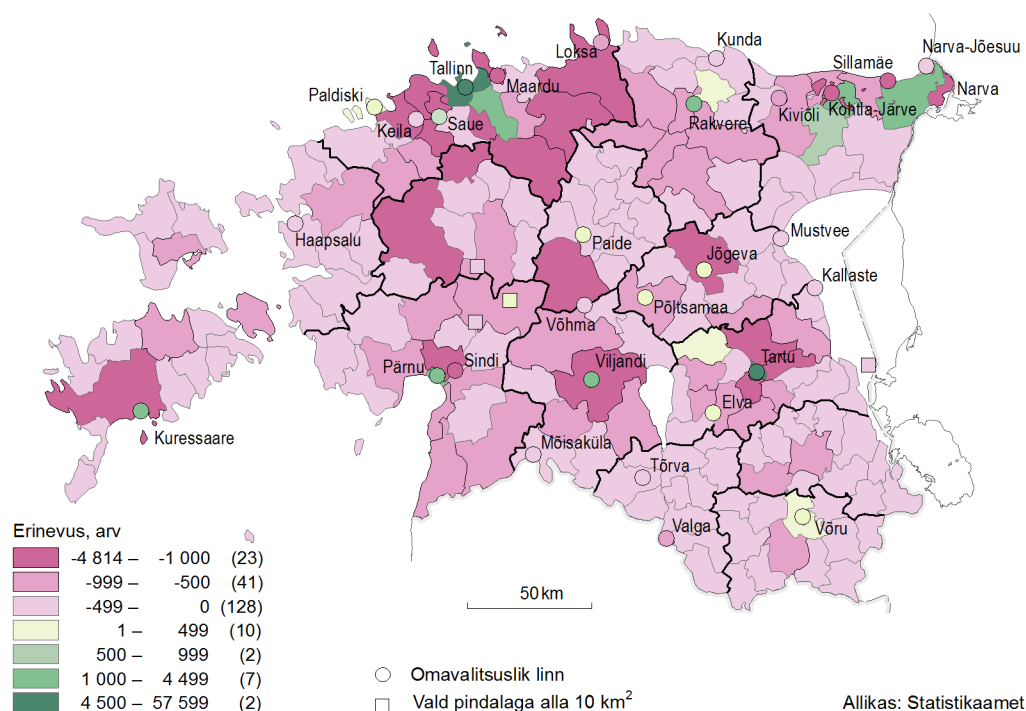 Kunda
Loksa
Narva-Jõesuu
Tallinn
Sillamäe
Maardu
Paldiski
Narva
Kohtla-Järve
Kiviõli
Rakvere
Keila
Saue
Haapsalu
Paide
Mustvee
Jõgeva
Kallaste
Põltsamaa
Võhma
Tartu
Viljandi
Pärnu
Sindi
Elva
Kuressaare
Mõisaküla
Tõrva
Valga
Võru
Erinevus, arv
-4 814 – -1 000 (23)
-999 – -500 (41)
-499 – 0 (128)
1 – 499 (10)
500 – 999 (2)
1 000 – 4 499 (7)
4 500 – 57 599 (2)
50 km
Omavalitsuslik linn
Vald pindalaga alla 10 km²
Allikas: Statistikaamet